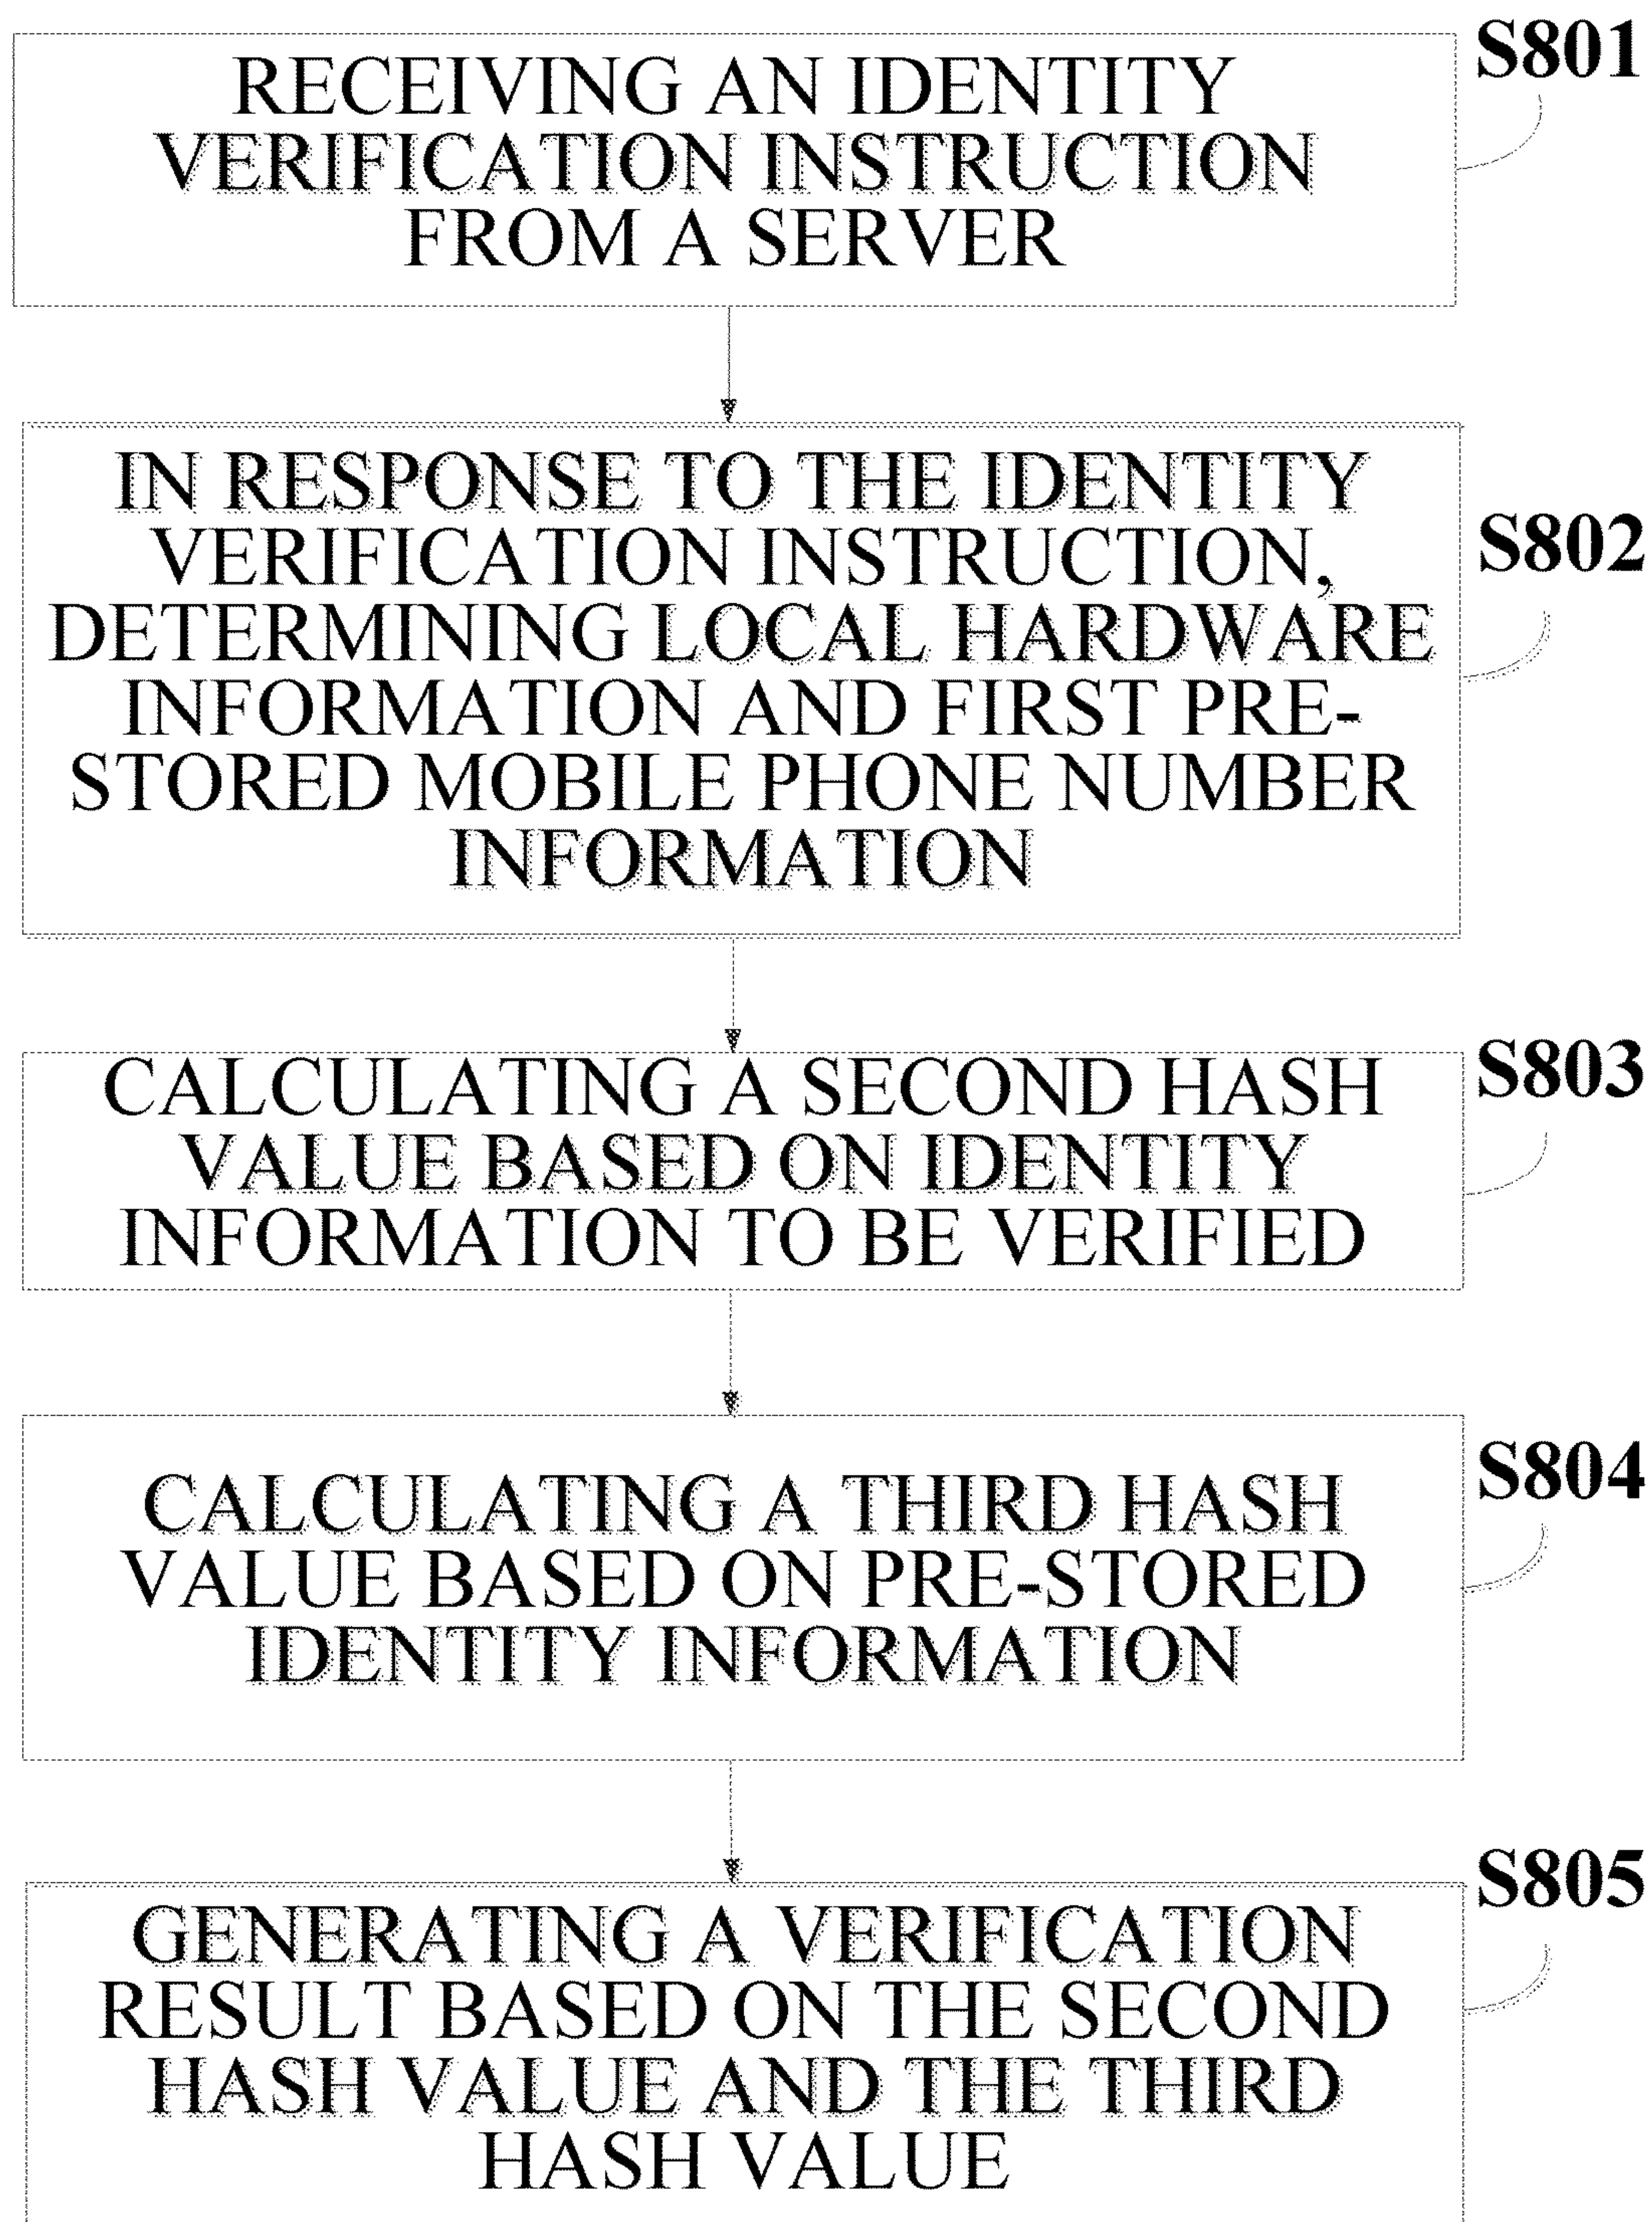 S801
RECEIVING AN IDENTITY
VERIFICATION INSTRUCTION
FROM A SERVER
S802
IN RESPONSE TO THE IDENTITY
VERIFICATION INSTRUCTION,
DETERMINING LOCAL HARDWARE
INFORMATION AND FIRST PRE-
STORED MOBILE PHONE NUMBER
INFORMATION
S803
CALCULATING A SECOND HASH
VALUE BASED ON IDENTITY
INFORMATION TO BE VERIFIED
S804
CALCULATING A THIRD HASH
VALUE BASED ON PRE-STORED
IDENTITY INFORMATION
S805
GENERATING A VERIFICATION
RESULT BASED ON THE SECOND
HASH VALUE AND THE THIRD
HASH VALUE